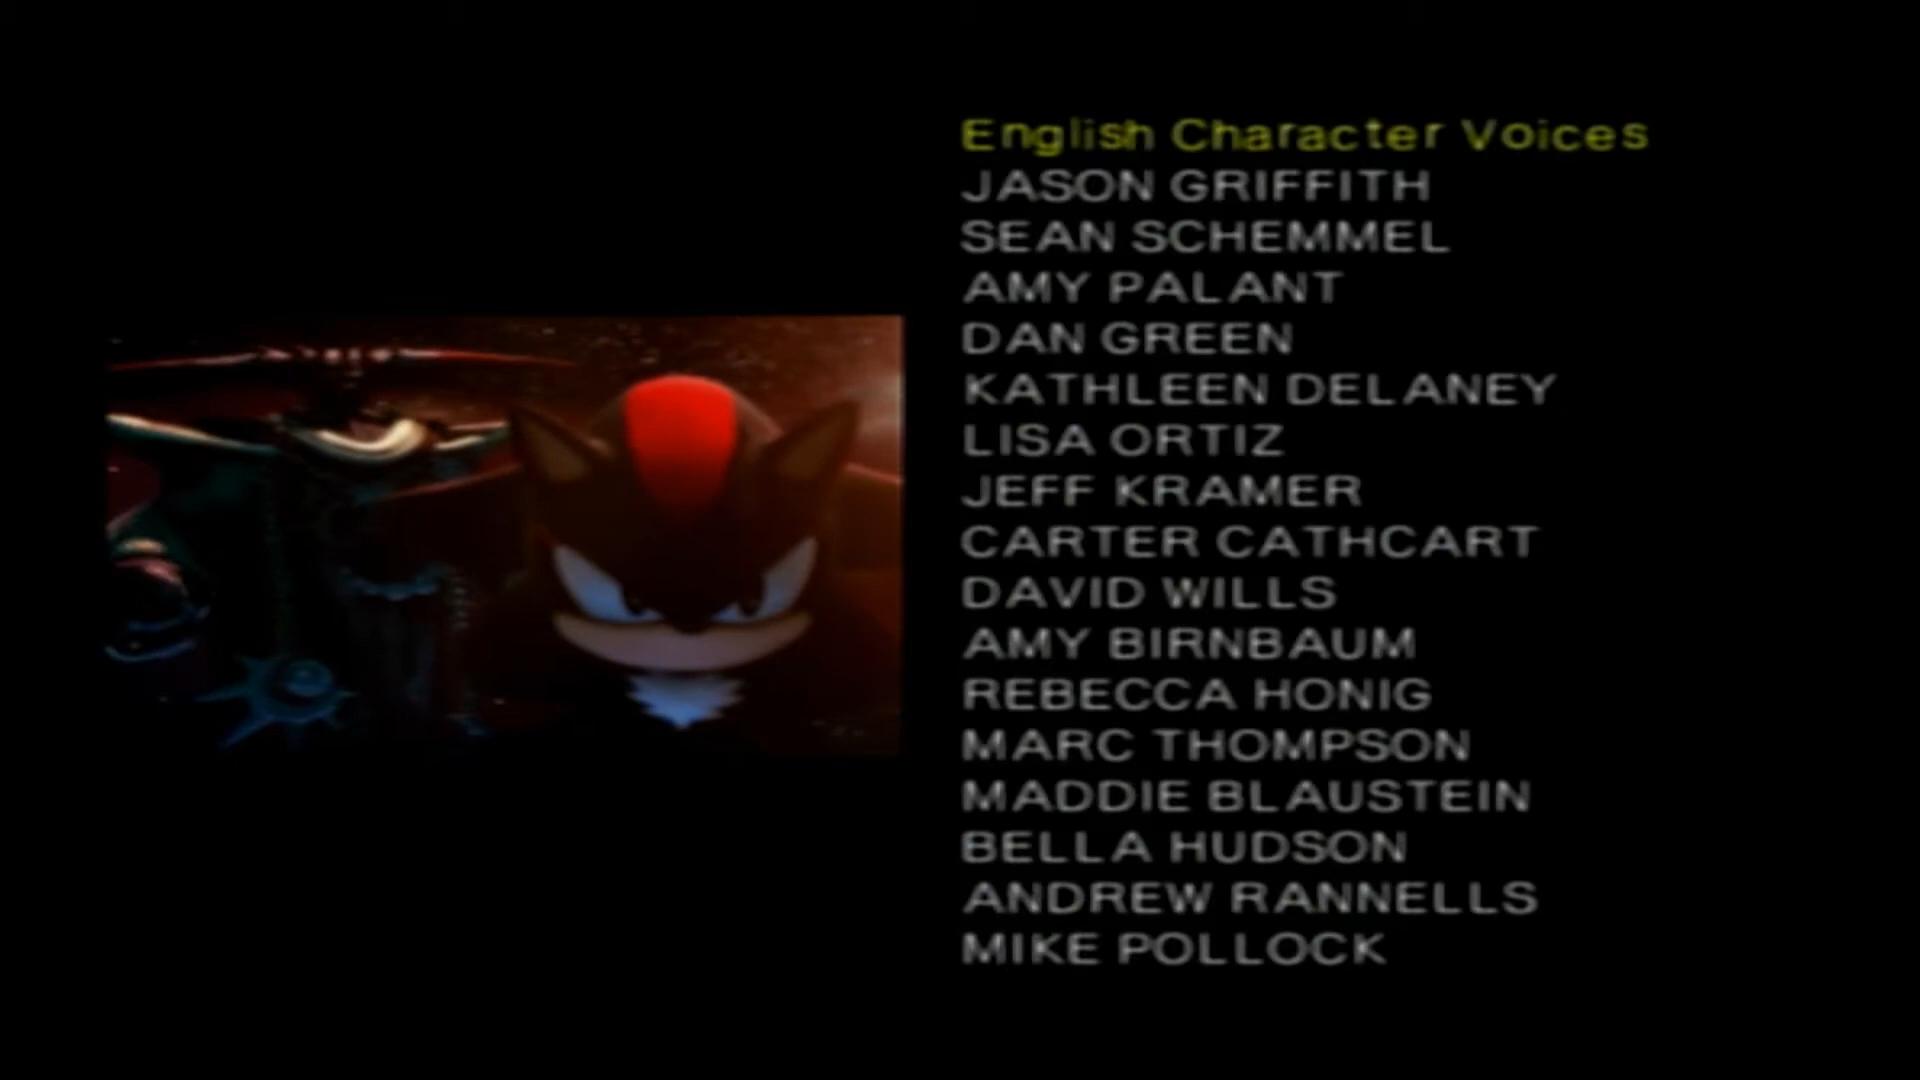 English Character Voices
JASON GRIFFITH
SEAN SCHEMMEL
AMY PALANT
DAN GREEN
KATHLEEN DELANEY
LISA ORTIZ
JEFF KRAMER
CARTER CATHCART
DAVID WILLS
AMY BIRNBAUM
REBECCA HONIG
MARC THOMPSON
MADDIE BLAUSTEIN
BELLA HUDSON
ANDREW RANNELLS
MIKE POLLOCK